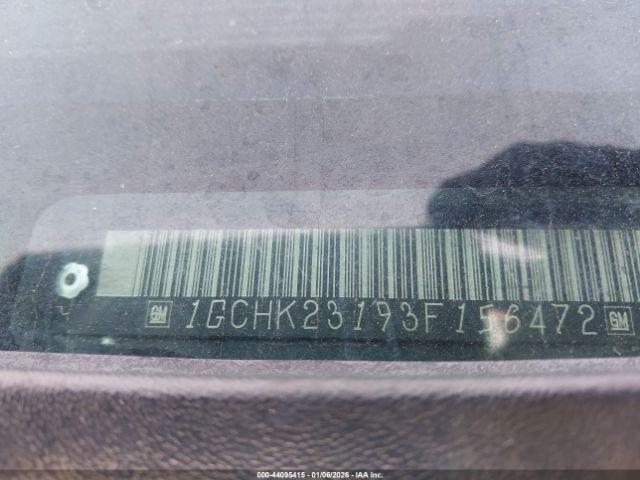 GM 1GCHK23193F156472 GM
000-44095415 | 01/06/2026 | IAA Inc.